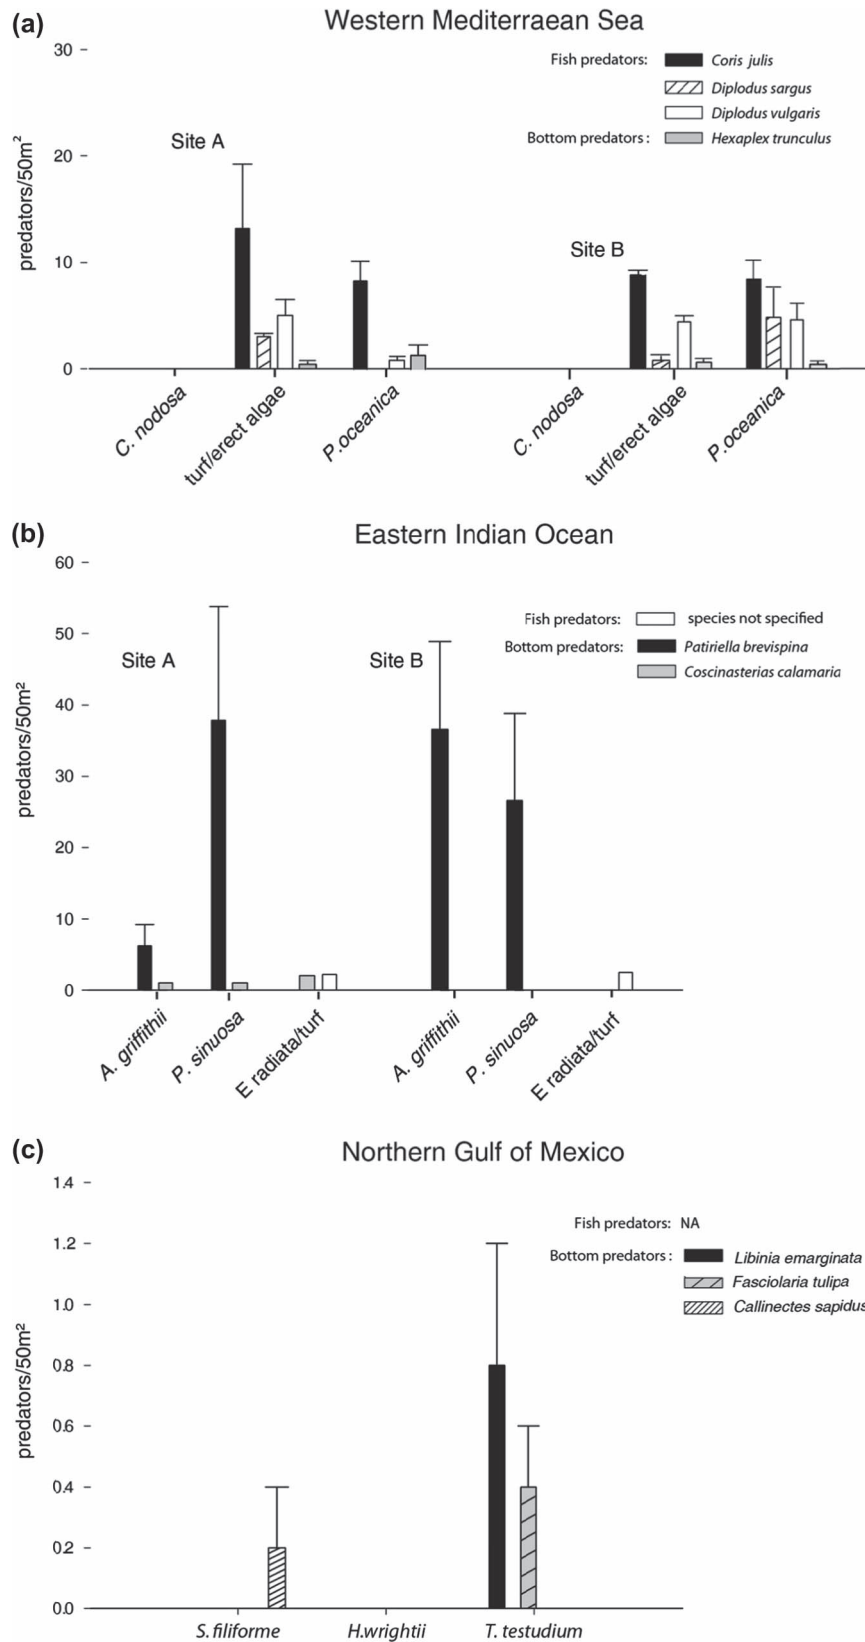 (a)
Western Mediterraean Sea
30
20
10
0
predators/50m²
Fish predators:
Coris julis
Diplodus sargus
Diplodus vulgaris
Bottom predators :
Hexaplex trunculus
Site A
Site B
C. nodosa
turf/erect algae
P.oceanica
C. nodosa
turf/erect algae
P.oceanica
(b)
Eastern Indian Ocean
60
50
40
30
20
10
0
predators/50m²
Fish predators:
species not specified
Bottom predators:
Patiriella brevispina
Coscinasterias calamaria
Site A
Site B
A. griffithii
P. sinuosa
E radiata/turf
A. griffithii
P. sinuosa
E radiata/turf
(c)
Northern Gulf of Mexico
1.4
1.2
1.0
0.8
0.6
0.4
0.2
0.0
predators/50m²
Fish predators: NA
Bottom predators :
Libinia emarginata
Fasciolaria tulipa
Callinectes sapidus
S.filiforme
H.wrightii
T. testudium